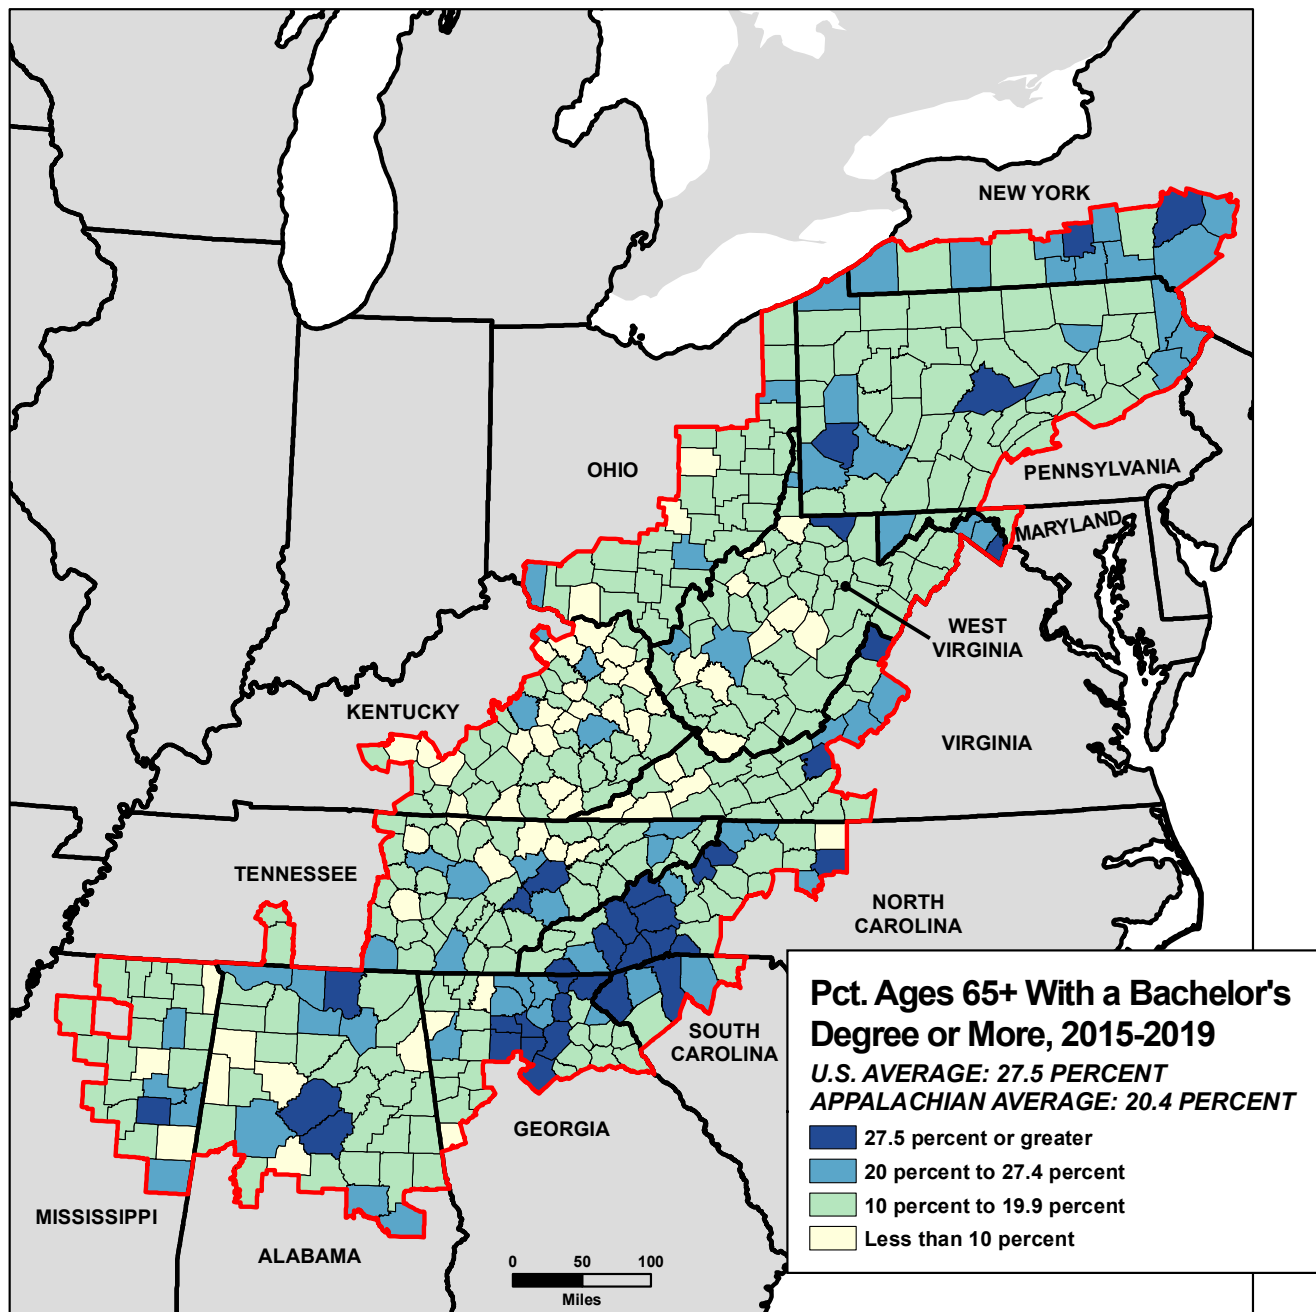 NEW YORK
OHIO
PENNSYLVANIA
MARYLAND
WEST
VIRGINIA
KENTUCKY
VIRGINIA
TENNESSEE
NORTH
CAROLINA
SOUTH
CAROLINA
GEORGIA
MISSISSIPPI
ALABAMA
0 50 100
Miles
Pct. Ages 65+ With a Bachelor's
Degree or More, 2015-2019
U.S. AVERAGE: 27.5 PERCENT
APPALACHIAN AVERAGE: 20.4 PERCENT
27.5 percent or greater
20 percent to 27.4 percent
10 percent to 19.9 percent
Less than 10 percent